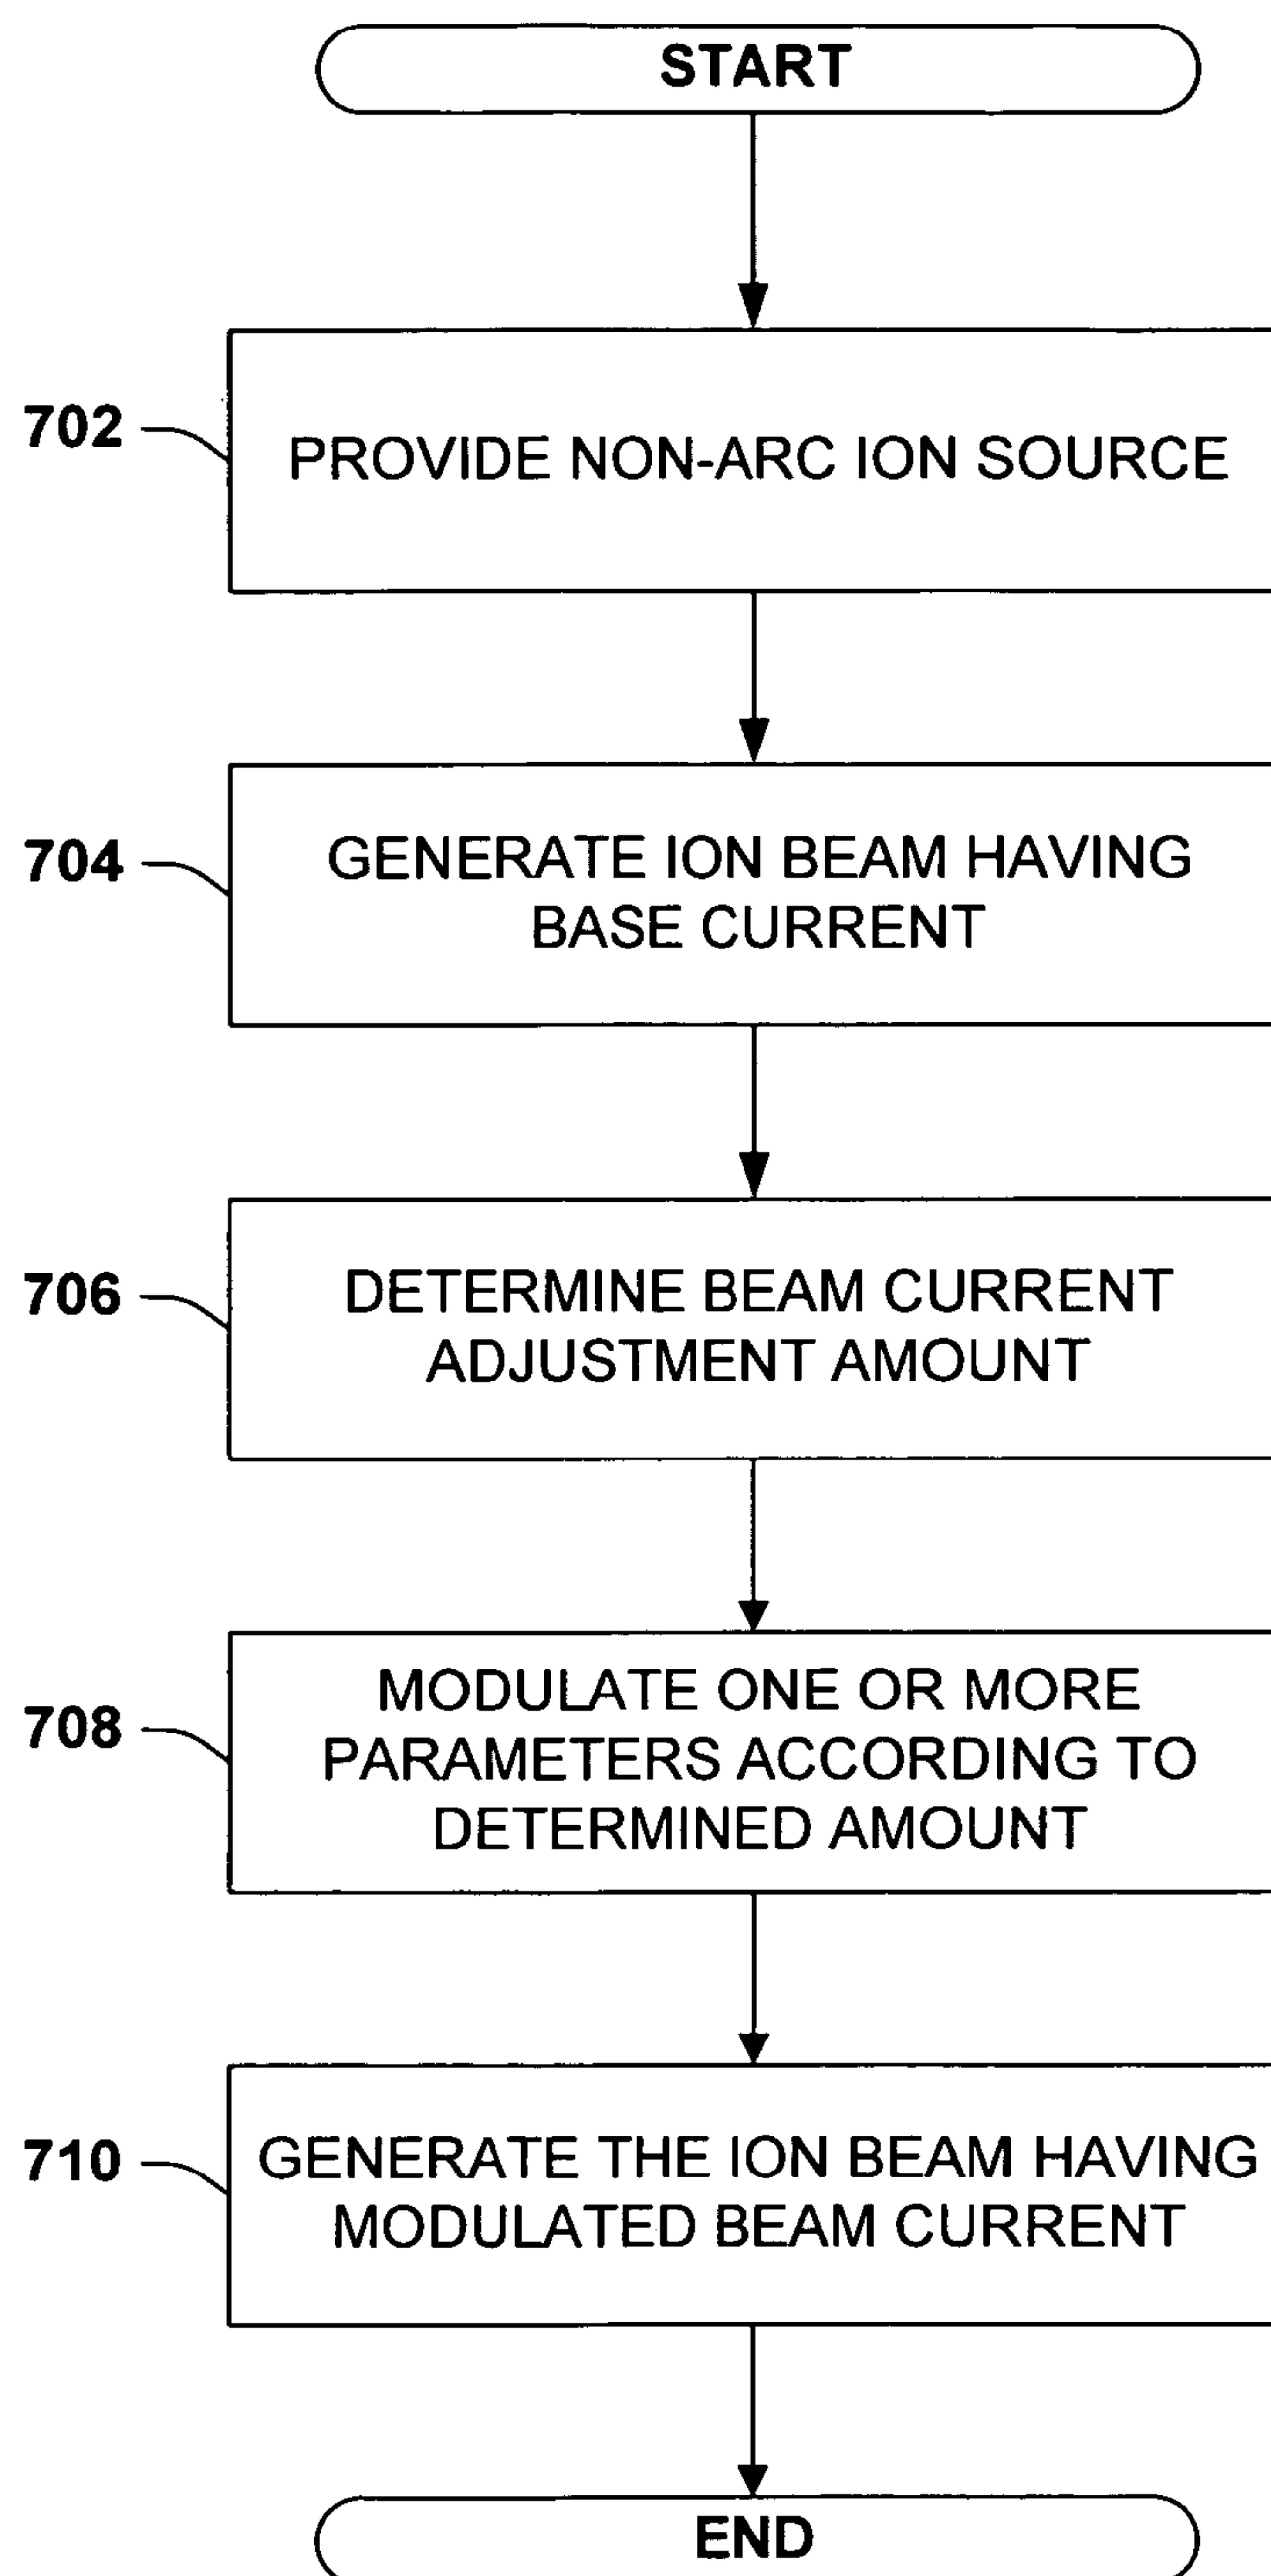 START
702
PROVIDE NON-ARC ION SOURCE
704
GENERATE ION BEAM HAVING
BASE CURRENT
706
DETERMINE BEAM CURRENT
ADJUSTMENT AMOUNT
708
MODULATE ONE OR MORE
PARAMETERS ACCORDING TO
DETERMINED AMOUNT
710
GENERATE THE ION BEAM HAVING
MODULATED BEAM CURRENT
END